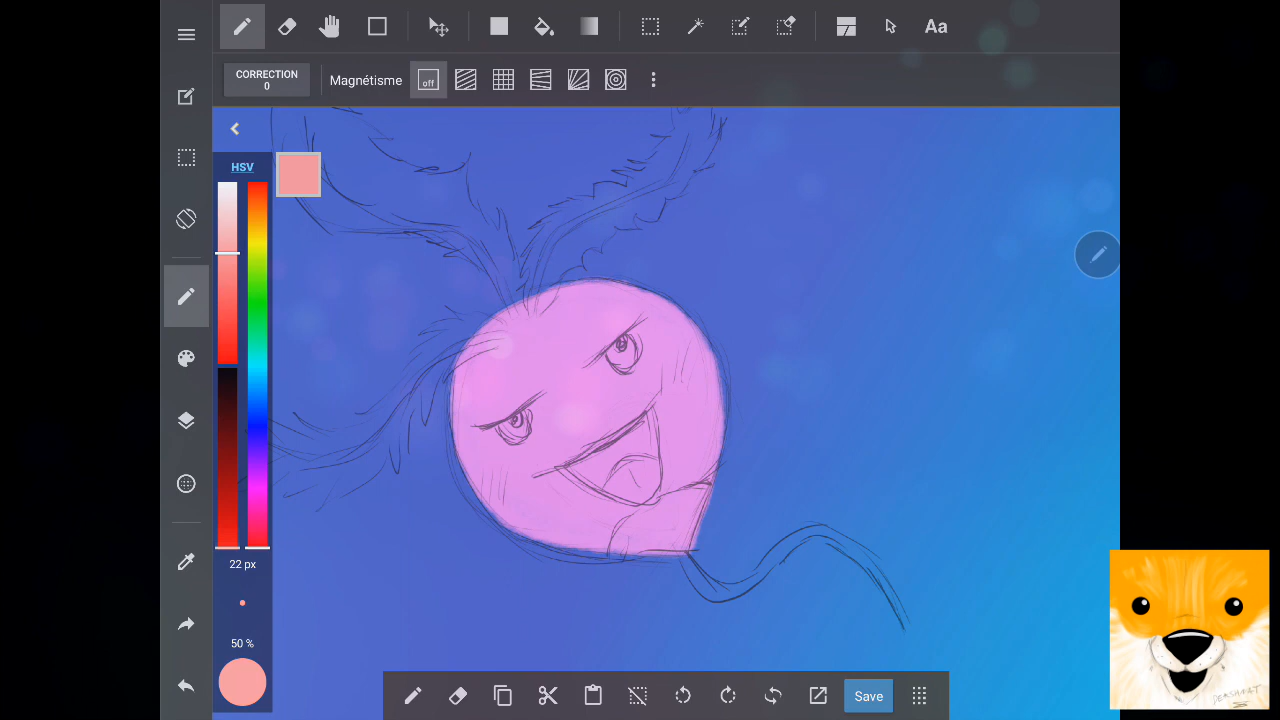 Aa
CORRECTION
0
Magnétisme
off
HSV
22 px
50 %
Save